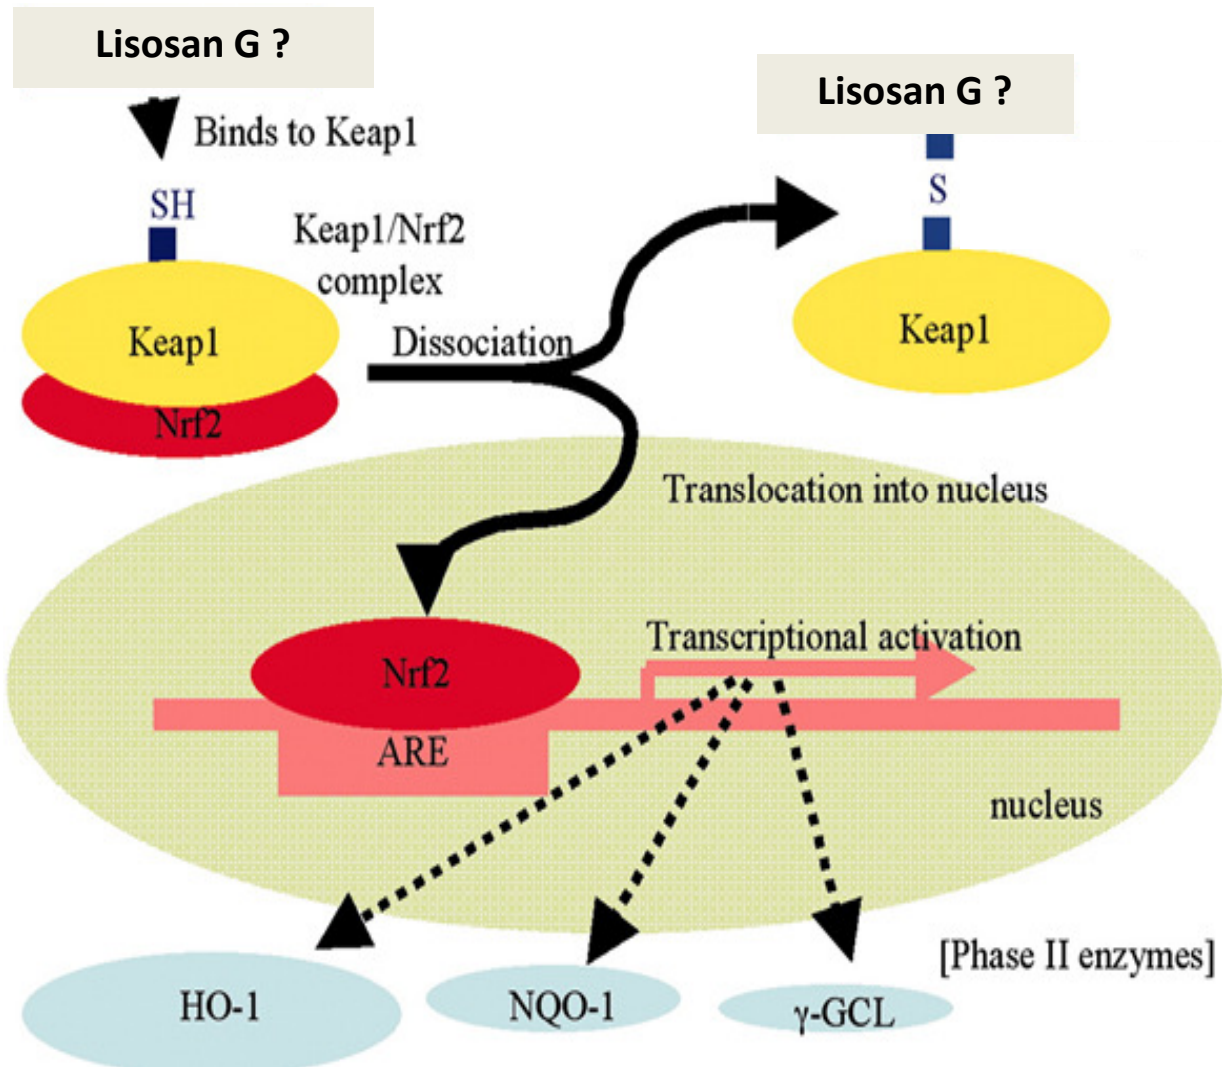 Lisosan G ?
Lisosan G ?
Binds to Keap1
SH
S
Keap1/Nrf2
complex
Keap1
Nrf2
Dissociation
Keap1
Translocation into nucleus
Nrf2
Transcriptional activation
ARE
nucleus
[Phase II enzymes]
HO-1
NQO-1
γ-GCL